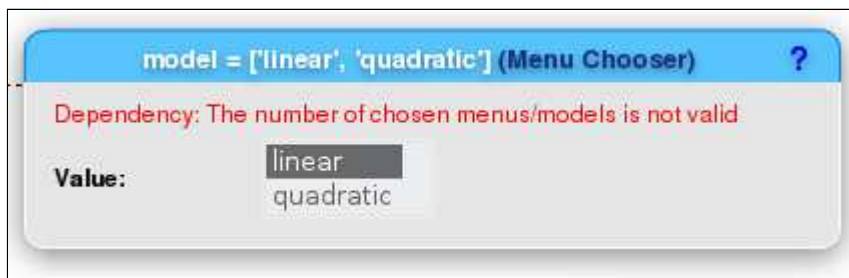 model = ['linear', 'quadratic'] (Menu Chooser) ?
Dependency: The number of chosen menus/models is not valid
Value: linear
quadratic